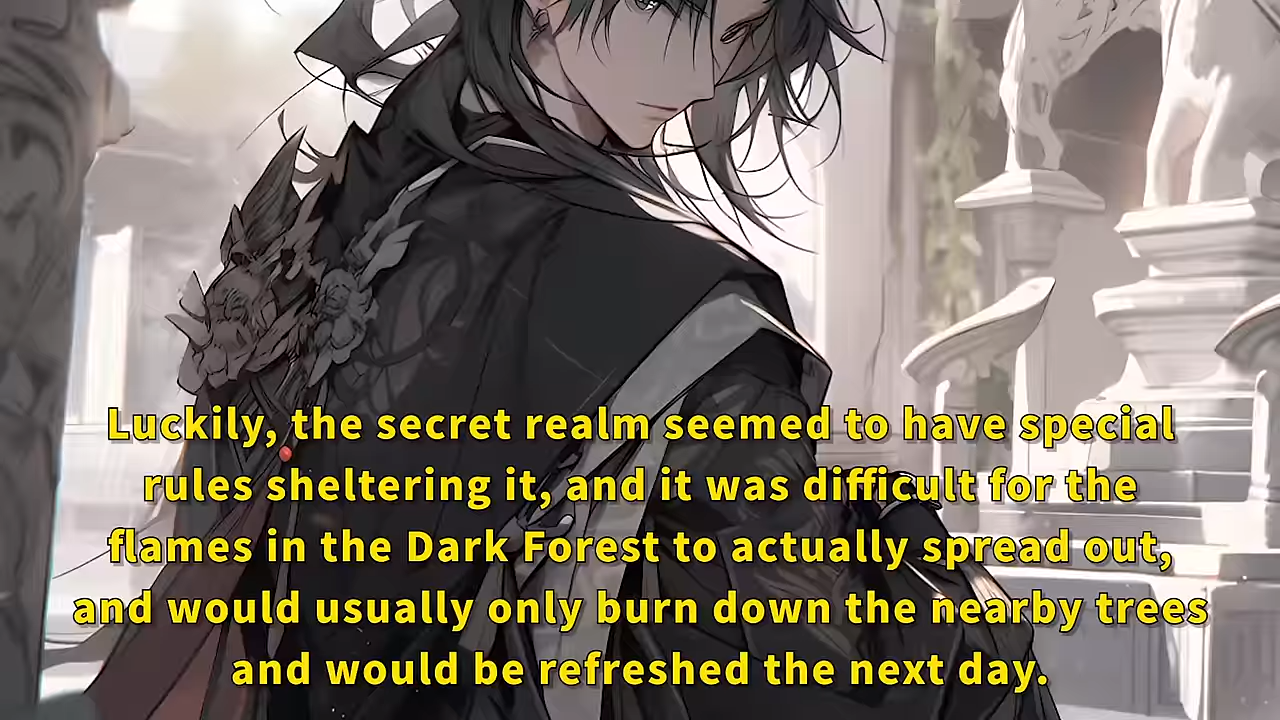 Luckily, the secret realm seemed to have special
rules sheltering it, and it was difficult for the
flames in the Dark Forest to actually spread out,
and would usually only burn down the nearby trees
and would be refreshed the next day.